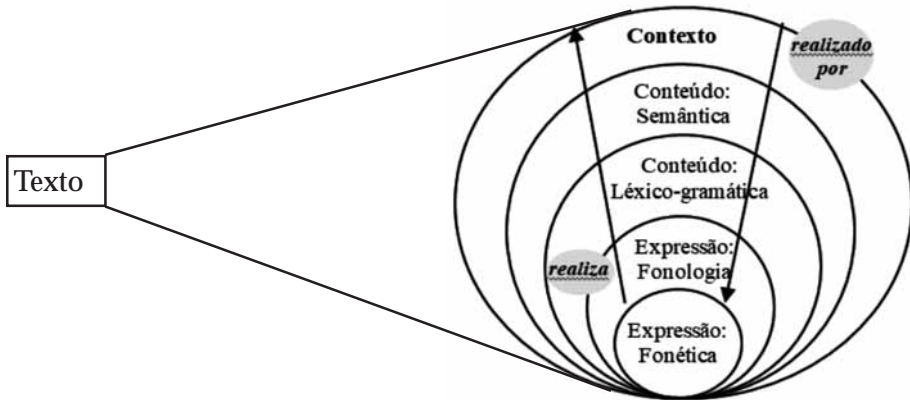 Texto
Contexto
realizado
por
Conteúdo:
Semântica
Conteúdo:
Léxico-gramática
Expressão:
Fonologia
realiza
Expressão:
Fonética